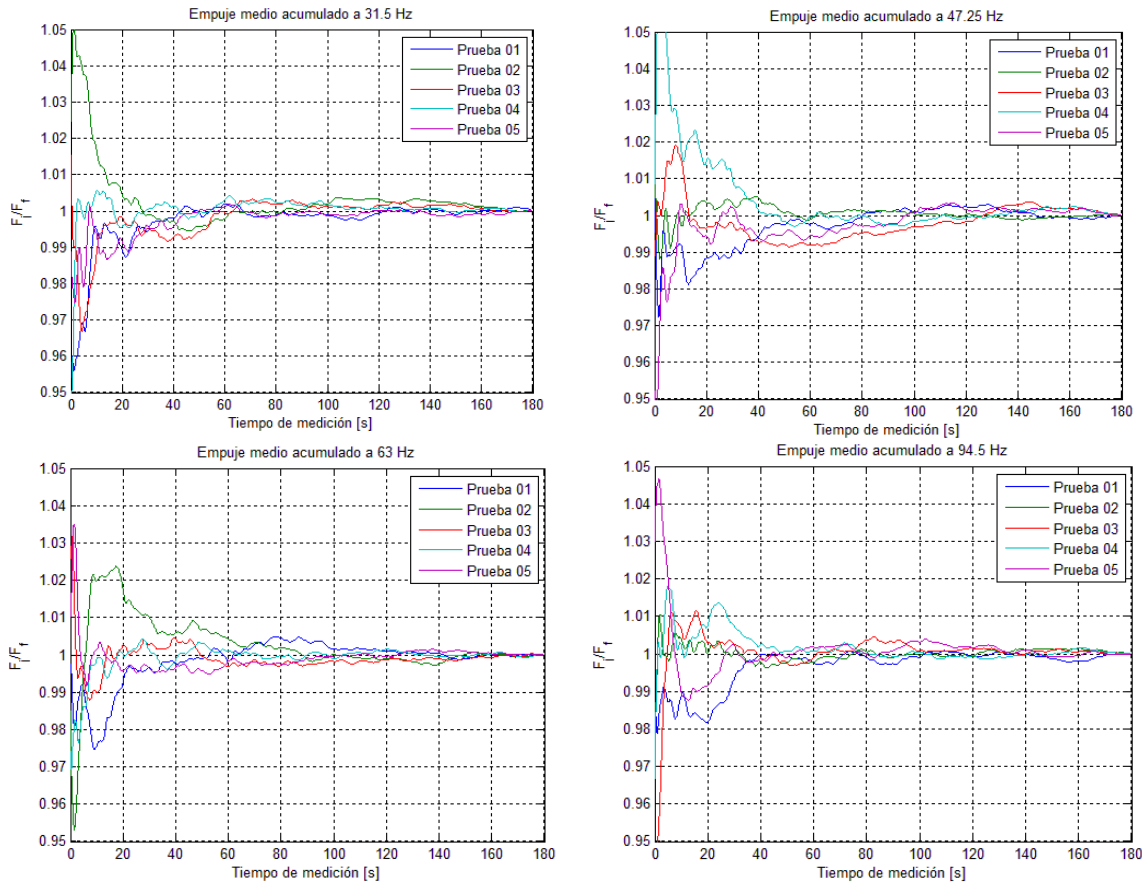 Empuje medio acumulado a 31.5 Hz
1.05
1.04
1.03
1.02
1.01
1
0.99
0.98
0.97
0.96
0.95
F_i/F_f
0 20 40 60 80 100 120 140 160 180
Tiempo de medición [s]
Prueba 01
Prueba 02
Prueba 03
Prueba 04
Prueba 05
Empuje medio acumulado a 47.25 Hz
1.05
1.04
1.03
1.02
1.01
1
0.99
0.98
0.97
0.96
0.95
F_i/F_f
0 20 40 60 80 100 120 140 160 180
Tiempo de medición [s]
Prueba 01
Prueba 02
Prueba 03
Prueba 04
Prueba 05
Empuje medio acumulado a 63 Hz
1.05
1.04
1.03
1.02
1.01
1
0.99
0.98
0.97
0.96
0.95
F_i/F_f
0 20 40 60 80 100 120 140 160 180
Tiempo de medición [s]
Prueba 01
Prueba 02
Prueba 03
Prueba 04
Prueba 05
Empuje medio acumulado a 94.5 Hz
1.05
1.04
1.03
1.02
1.01
1
0.99
0.98
0.97
0.96
0.95
F_i/F_f
0 20 40 60 80 100 120 140 160 180
Tiempo de medición [s]
Prueba 01
Prueba 02
Prueba 03
Prueba 04
Prueba 05